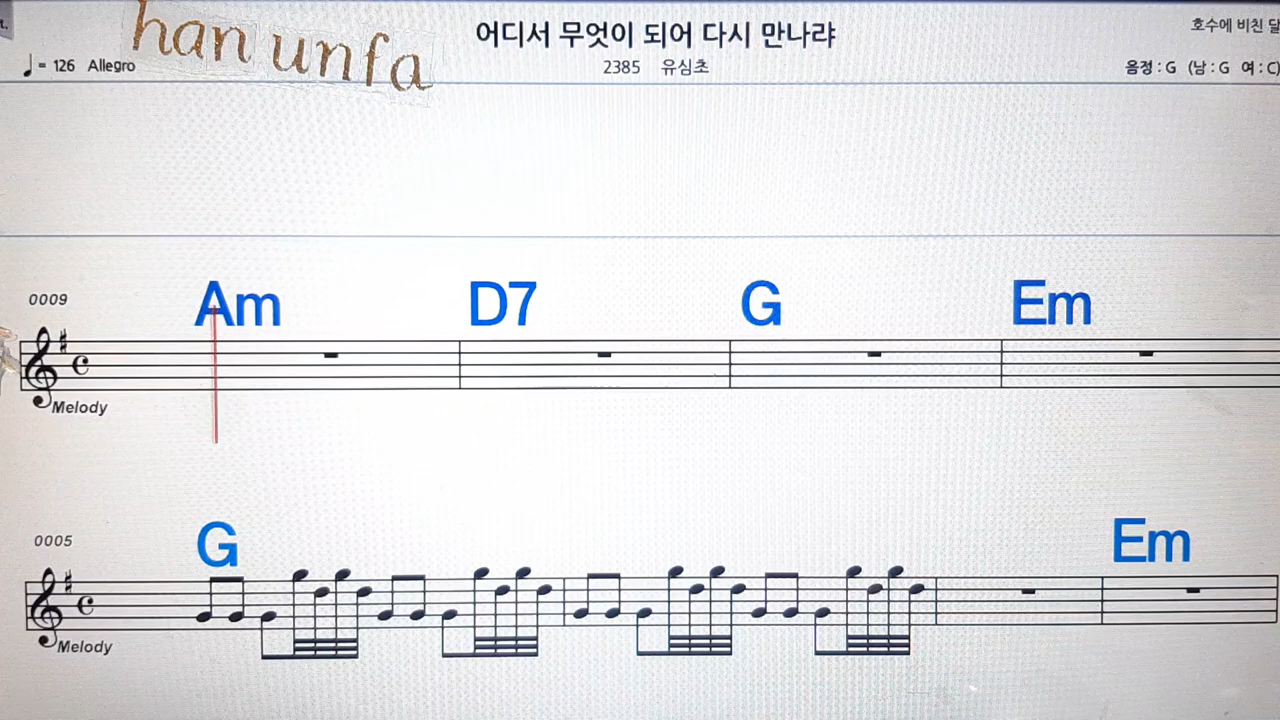 t.
han unfa
어디서 무엇이 되어 다시 만나랴
호수에 비친 달
♩= 126 Allegro
2385 유심초
음정 : G (남 : G 여 : C)
0009
Am D7 G Em
Melody
0005
G Em
Melody